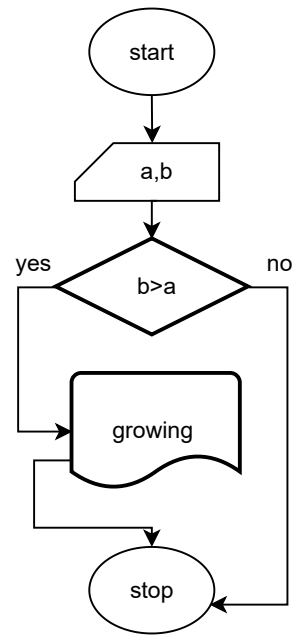 start
a,b
b>a
yes
no
growing
stop